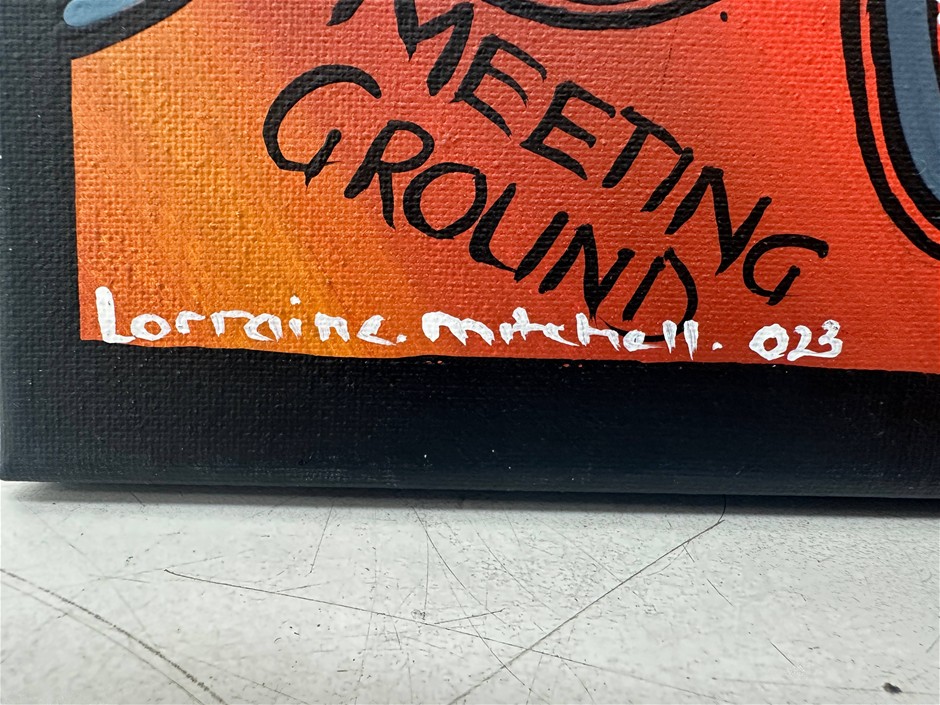 MEETING
GROUND
Lorraine. mitchell. 023